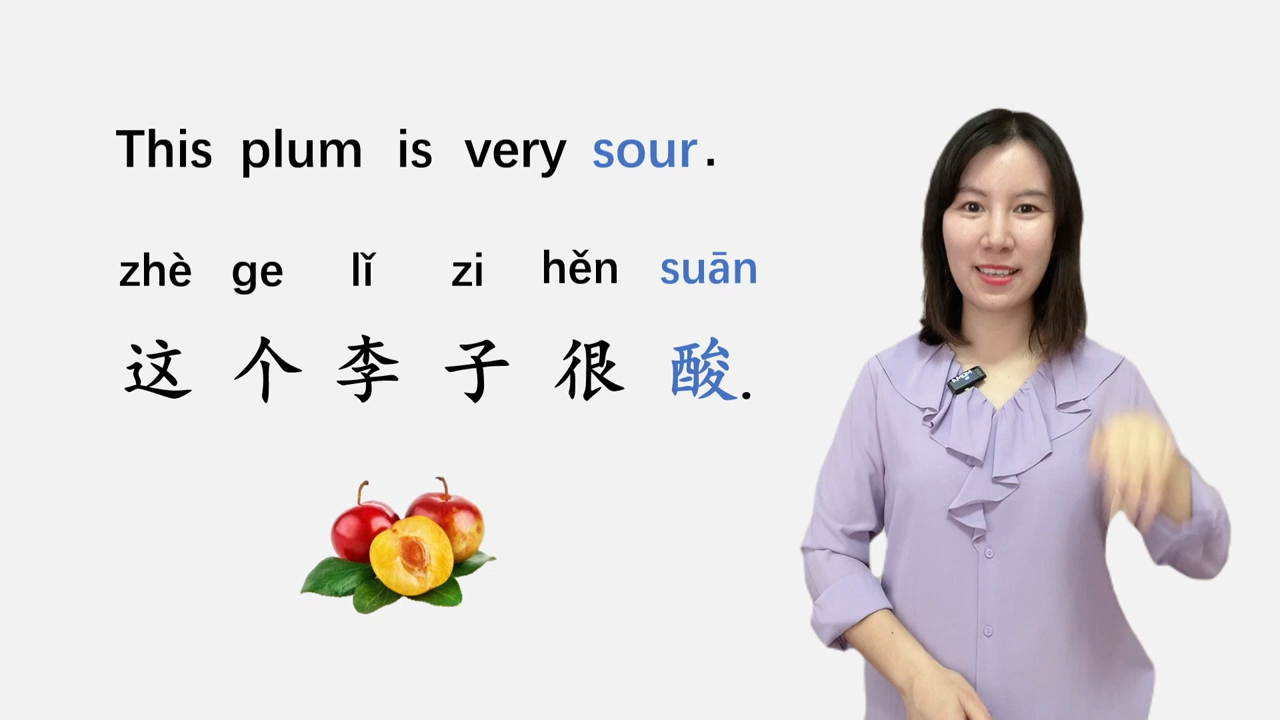 This plum is very sour.
zhè ge lǐ zi hěn suān
这个李子很酸.